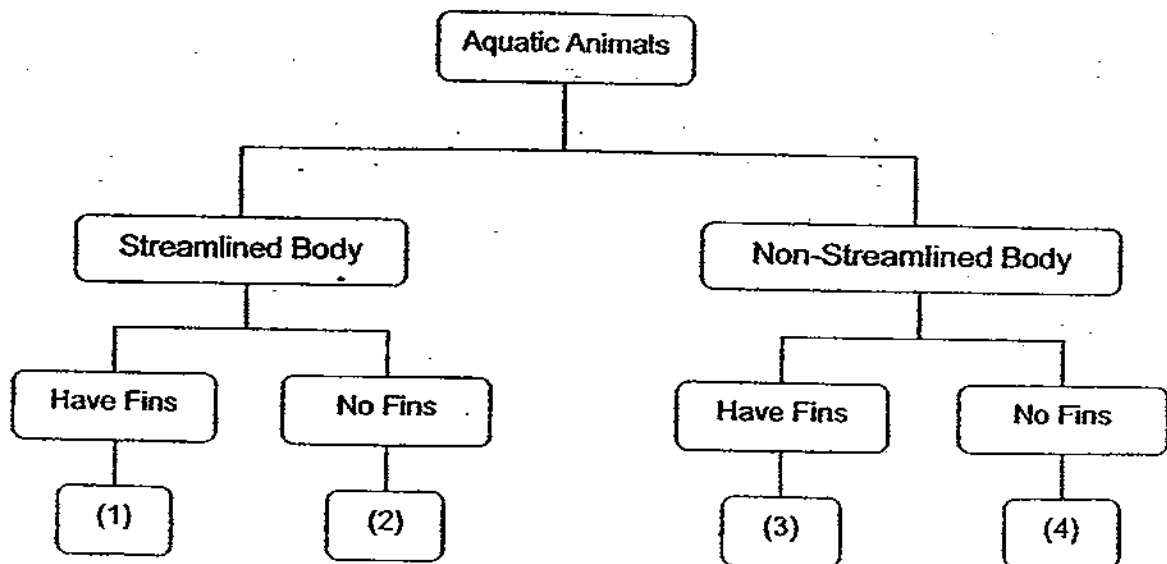 Aquatic Animals
Streamlined Body
Non-Streamlined Body
Have Fins
No Fins
Have Fins
No Fins
(1)
(2)
(3)
(4)